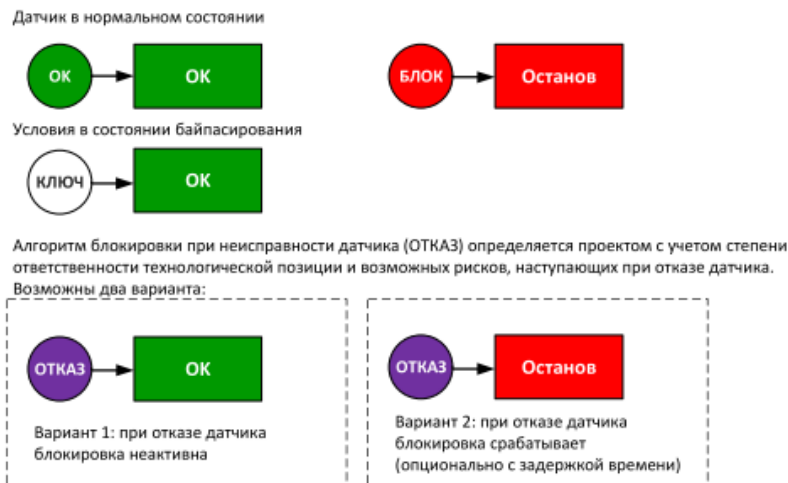 Датчик в нормальном состоянии
ОК ОК БЛОК Останов
Условия в состоянии байпасирования
КЛЮЧ ОК
Алгоритм блокировки при неисправности датчика (ОТКАЗ) определяется проектом с учетом степени
ответственности технологической позиции и возможных рисков, наступающих при отказе датчика.
Возможны два варианта:
ОТКАЗ ОК
Вариант 1: при отказе датчика
блокировка неактивна
ОТКАЗ Останов
Вариант 2: при отказе датчика
блокировка срабатывает
(опционально с задержкой времени)